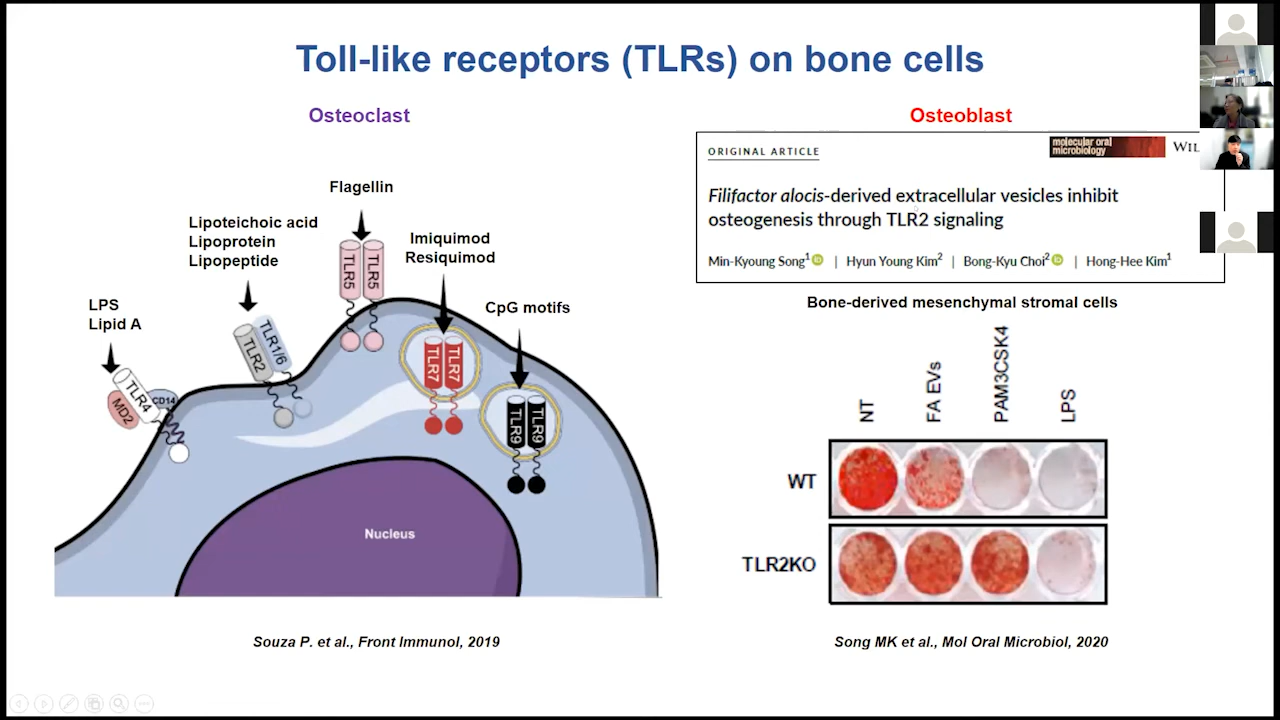 Toll-like receptors (TLRs) on bone cells
Osteoclast
Flagellin
Lipoteichoic acid
Lipoprotein
Lipopeptide
Imiquimod
Resiquimod
CpG motifs
LPS
Lipid A
TLR4
MD2
CD14
TLR2
TLR1/6
TLR5
TLR5
TLR7
TLR7
TLR9
TLR9
Nucleus
Souza P. et al., Front Immunol, 2019
Osteoblast
ORIGINAL ARTICLE
molecular oral
microbiology
WIL
Filifactor alocis-derived extracellular vesicles inhibit
osteogenesis through TLR2 signaling
Min-Kyoung Song1 | Hyun Young Kim2 | Bong-Kyu Choi2 | Hong-Hee Kim1
Bone-derived mesenchymal stromal cells
NT
FA EVs
PAM3CSK4
LPS
WT
TLR2KO
Song MK et al., Mol Oral Microbiol, 2020